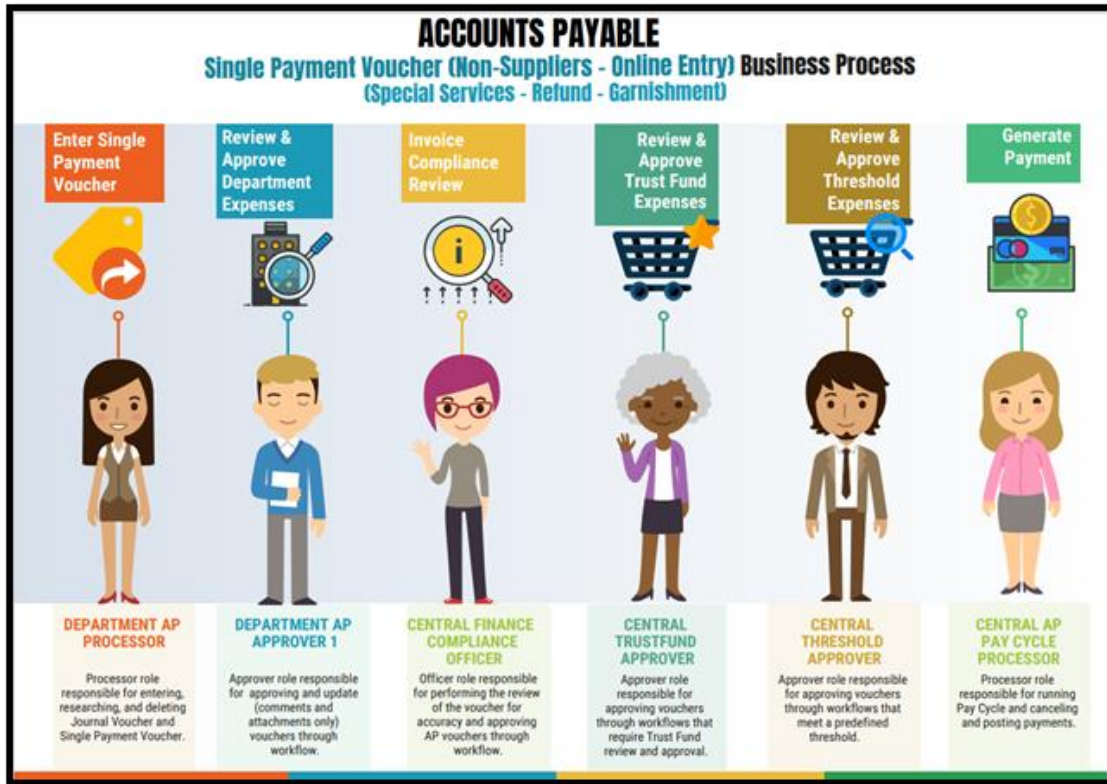 ACCOUNTS PAYABLE
Single Payment Voucher (Non-Suppliers - Online Entry) Business Process
(Special Services - Refund - Garnishment)
Enter Single
Payment
Voucher
Review &
Approve
Department
Expenses
Invoice
Compliance
Review
Review &
Approve
Trust Fund
Expenses
Review &
Approve
Threshold
Expenses
Generate
Payment
DEPARTMENT AP
PROCESSOR
Processor role
responsible for entering,
researching, and deleting
Journal Voucher and
Single Payment Voucher.
DEPARTMENT AP
APPROVER 1
Approver role responsible
for approving and update
(comments and
attachments only)
vouchers through
workflow.
CENTRAL FINANCE
COMPLIANCE
OFFICER
Officer role responsible
for performing the review
of the voucher for
accuracy and approving
AP vouchers through
workflow.
CENTRAL
TRUSTFUND
APPROVER
Approver role
responsible for
approving vouchers
through workflows that
require Trust Fund
review and approval.
CENTRAL
THRESHOLD
APPROVER
Approver role responsible
for approving vouchers
through workflows that
meet a predefined
threshold.
CENTRAL AP
PAY CYCLE
PROCESSOR
Processor role
responsible for running
Pay Cycle and canceling
and posting payments.